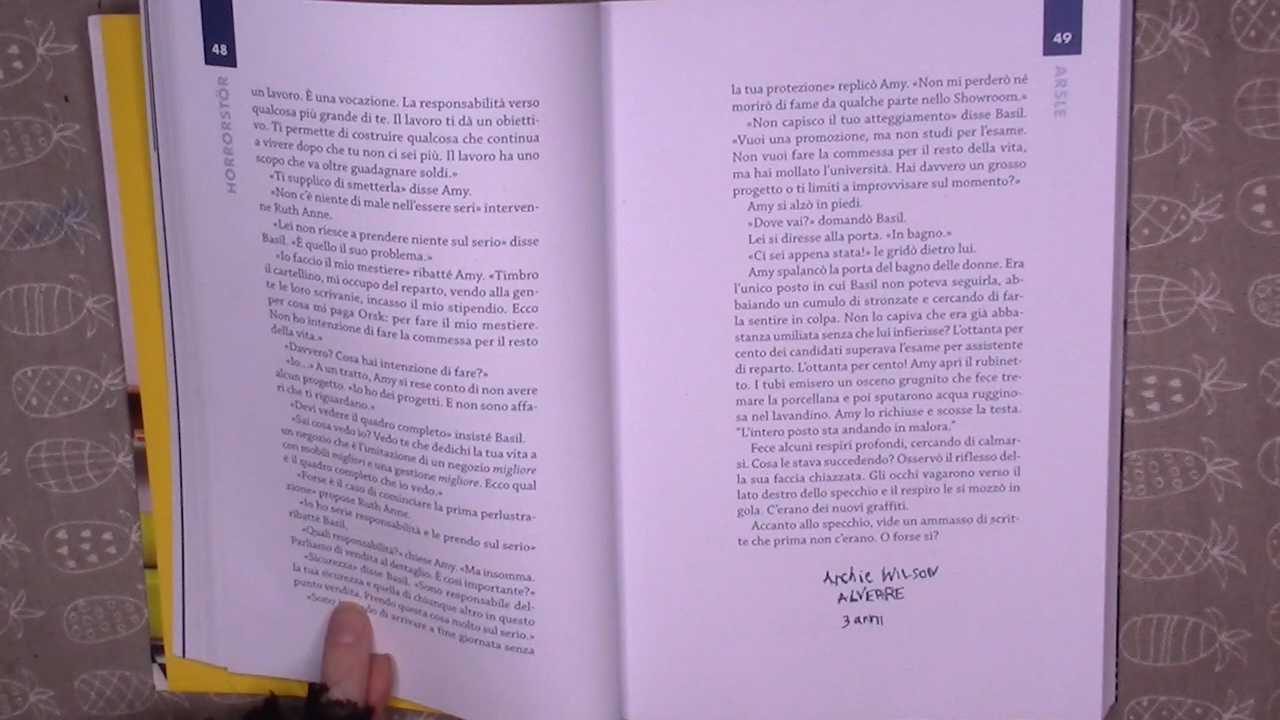 48
HORRORSTÖR
un lavoro. È una vocazione. La responsabilità verso
qualcosa più grande di te. Il lavoro ti dà un obietti-
vo. Ti permette di costruire qualcosa che continua
a vivere dopo che tu non ci sei più. Il lavoro ha uno
scopo che va oltre guadagnare soldi.»
«Ti supplico di smetterla» disse Amy.
«Non c'è niente di male nell'essere seri» interven-
ne Ruth Anne.
«Lei non riesce a prendere niente sul serio» disse
Basil. «È quello il suo problema.»
«Io faccio il mio mestiere» ribatté Amy. «Timbro
il cartellino, mi occupo del reparto, vendo alla gen-
te le loro scrivanie, incasso il mio stipendio. Ecco
per cosa mi paga Orsk: per fare il mio mestiere.
Non ho intenzione di fare la commessa per il resto
della vita.»
«Davvero? Cosa hai intenzione di fare?»
«Io...» A un tratto, Amy si rese conto di non avere
alcun progetto. «Io ho dei progetti. E non sono affa-
ri che ti riguardano.»
«Devi vedere il quadro completo» insisté Basil.
«Sai cosa vedo io? Vedo te che dedichi la tua vita a
un negozio che è l'imitazione di un negozio migliore
con mobili migliori e una gestione migliore. Ecco qual
è il quadro completo che io vedo.»
«Forse è il caso di cominciare la prima perlustra-
zione» propose Ruth Anne.
«Io ho serie responsabilità e le prendo sul serio»
ribatté Basil.
«Quali responsabilità?» chiese Amy. «Ma insomma.
Parliamo di vendita al dettaglio. È così importante?»
«Sicurezza» disse Basil. «Sono responsabile del-
la tua sicurezza e quella di chiunque altro in questo
punto vendita. Prendo questa cosa molto sul serio.»
«Sono di arrivare a fine giornata senza
49
ARSLE
la tua protezione» replicò Amy. «Non mi perderò né
morirò di fame da qualche parte nello Showroom.»
«Non capisco il tuo atteggiamento» disse Basil.
«Vuoi una promozione, ma non studi per l'esame.
Non vuoi fare la commessa per il resto della vita,
ma hai mollato l'università. Hai davvero un grosso
progetto o ti limiti a improvvisare sul momento?»
Amy si alzò in piedi.
«Dove vai?» domandò Basil.
Lei si diresse alla porta. «In bagno.»
«Ci sei appena stata!» le gridò dietro lui.
Amy spalancò la porta del bagno delle donne. Era
l'unico posto in cui Basil non poteva seguirla, ab-
baiando un cumulo di stronzate e cercando di far-
la sentire in colpa. Non lo capiva che era già abba-
stanza umiliata senza che lui infierisse? L'ottanta per
cento dei candidati superava l'esame per assistente
di reparto. L'ottanta per cento! Amy aprì il rubinet-
to. I tubi emisero un osceno grugnito che fece tre-
mare la porcellana e poi sputarono acqua ruggino-
sa nel lavandino. Amy lo richiuse e scosse la testa.
"L'intero posto sta andando in malora."
Fece alcuni respiri profondi, cercando di calmar-
si. Cosa le stava succedendo? Osservò il riflesso del-
la sua faccia chiazzata. Gli occhi vagarono verso il
lato destro dello specchio e il respiro le si mozzò in
gola. C'erano dei nuovi graffiti.
Accanto allo specchio, vide un ammasso di scrit-
te che prima non c'erano. O forse sì?
Archie WILSON
ALVEARE
3 anni